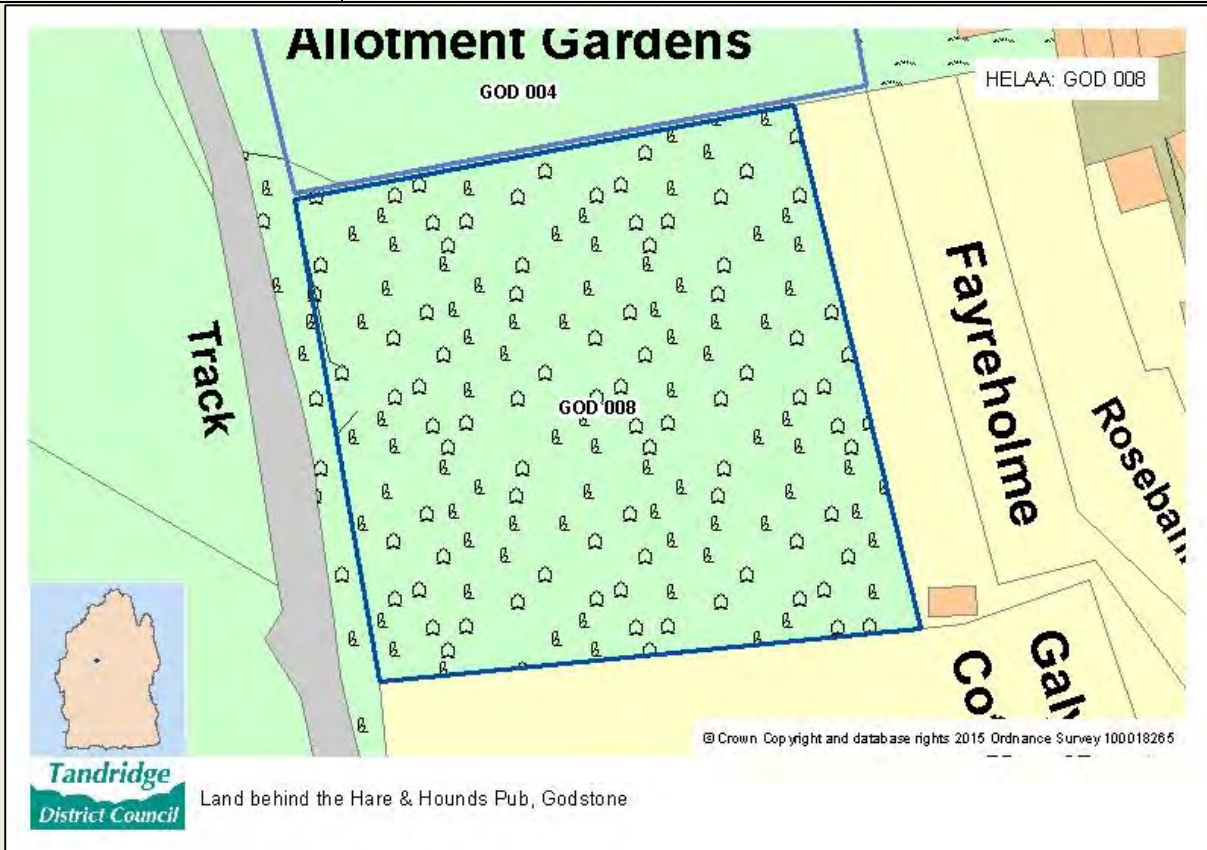 Allotment Gardens
GOD 004
HELAA: GOD 008
Track
GOD 008
Fayreholme
©Crown Copyright and database rights 2015 Ordnance Survey 100018265
Tandridge
District Council
Land behind the Hare & Hounds Pub, Godstone